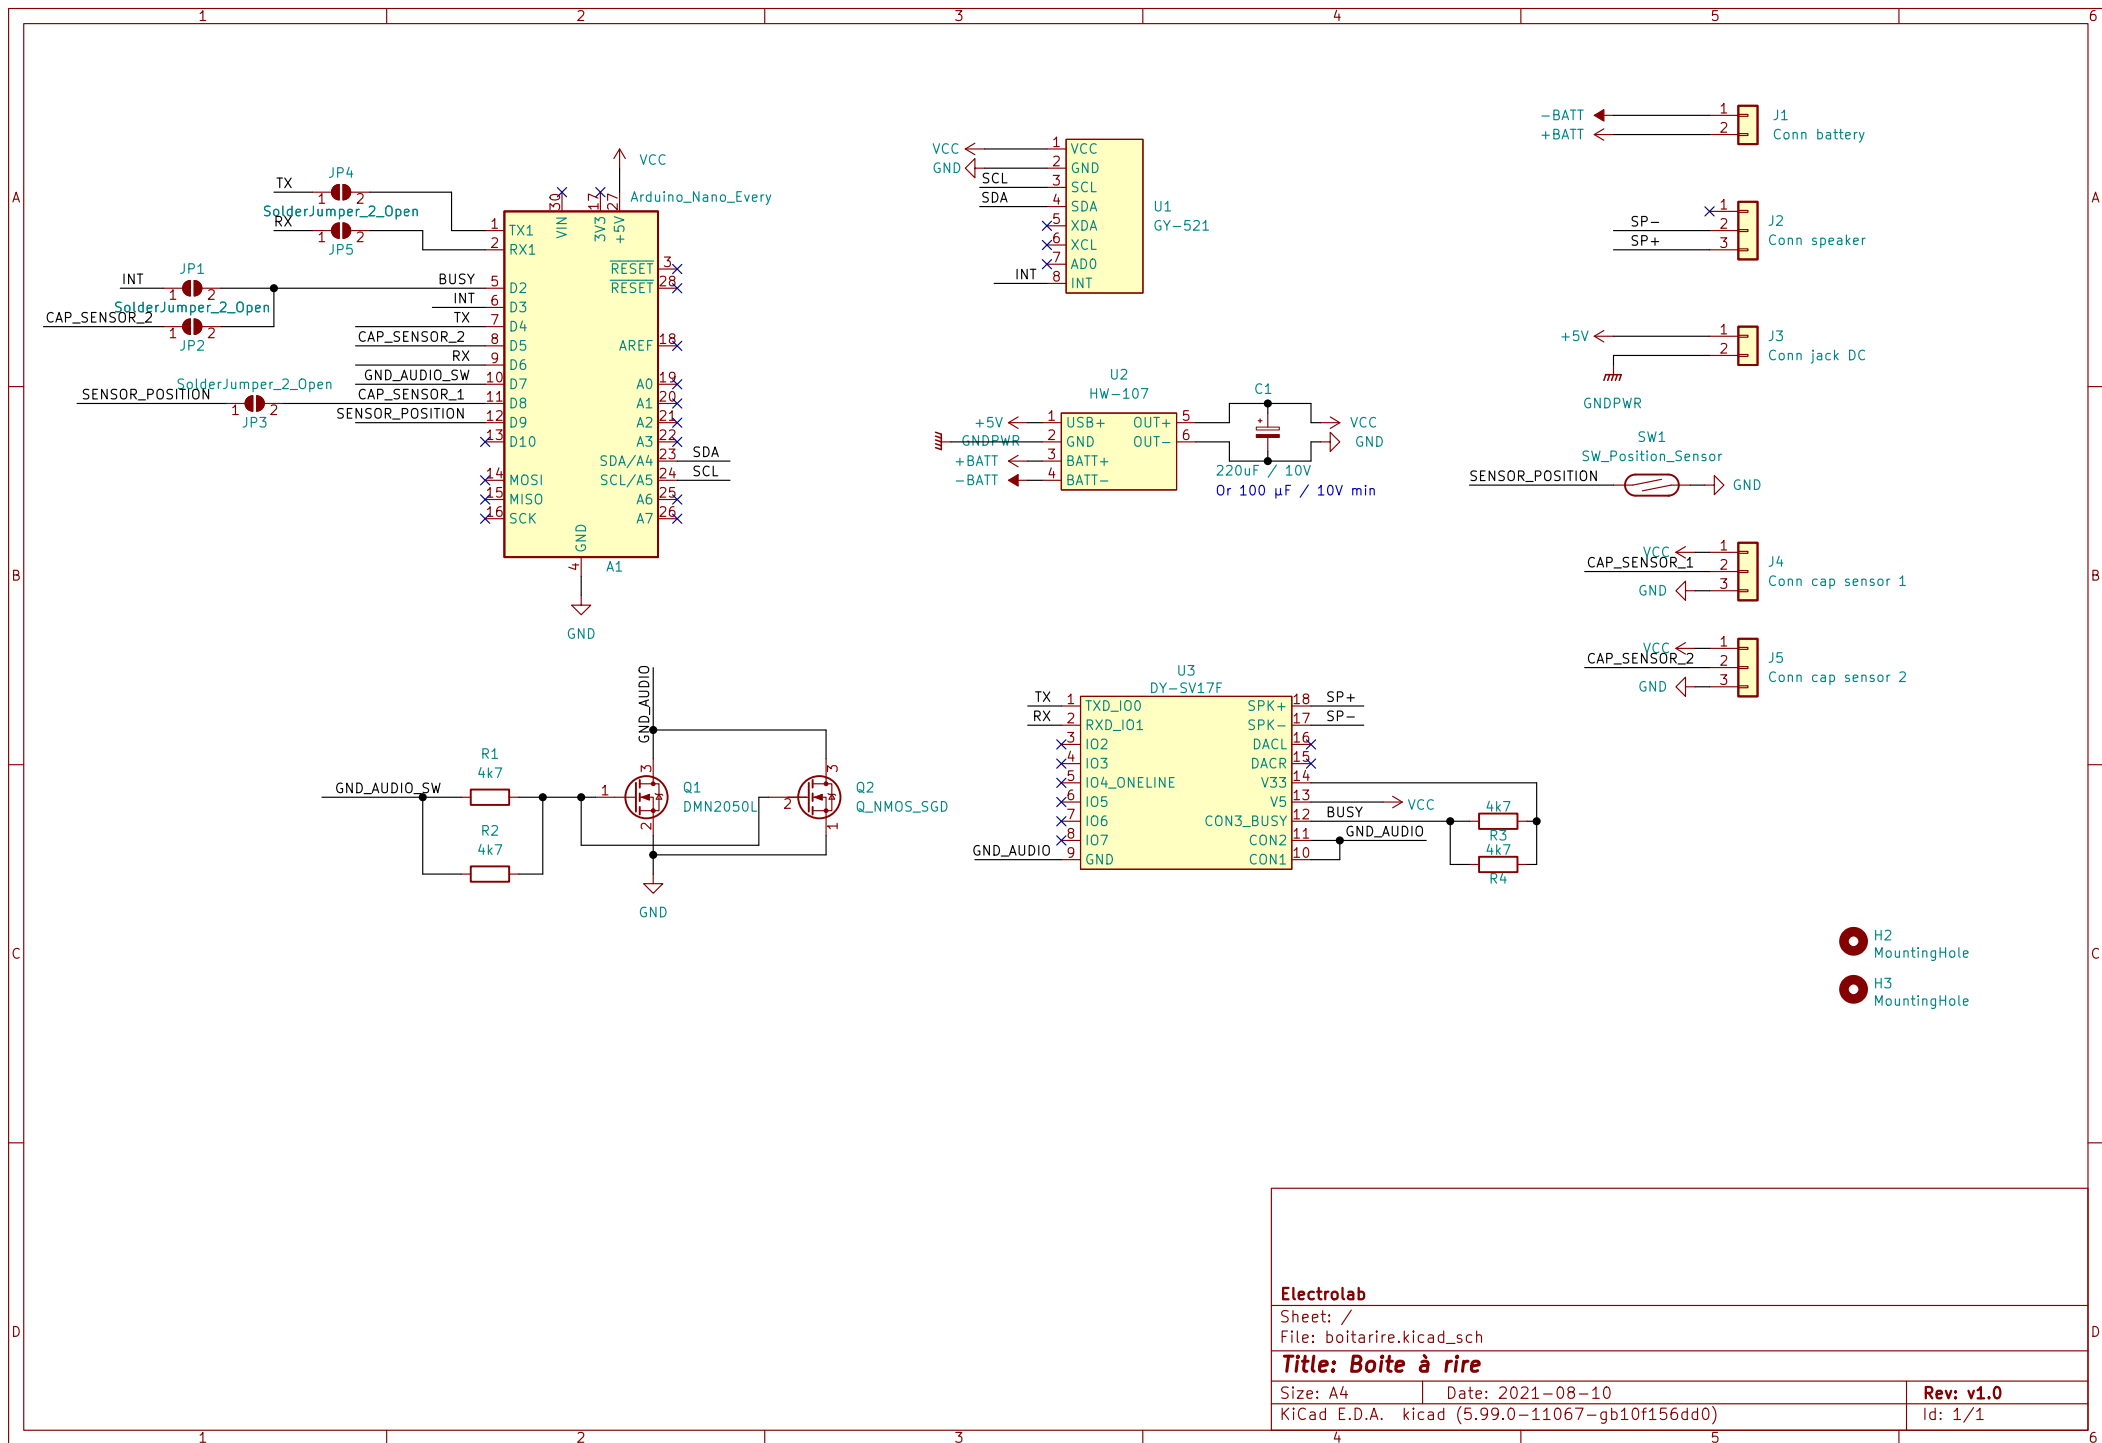 1 2 3 4 5 6
A
B
C
D
A
B
C
D
TX
JP4
1 2
SolderJumper_2_Open
RX
1 2
JP5
INT
JP1
1 2
SolderJumper_2_Open
CAP_SENSOR_2
1 2
JP2
SolderJumper_2_Open
SENSOR_POSITION
1 2
JP3
VCC
Arduino_Nano_Every
30 VIN
17 3V3
27 +5V
1 TX1
2 RX1
BUSY 5 D2
INT 6 D3
TX 7 D4
CAP_SENSOR_2 8 D5
RX 9 D6
GND_AUDIO_SW 10 D7
CAP_SENSOR_1 11 D8
SENSOR_POSITION 12 D9
13 D10
14 MOSI
15 MISO
16 SCK
RESET 3
RESET 28
AREF 18
A0 19
A1 20
A2 21
A3 22
SDA/A4 23 SDA
SCL/A5 24 SCL
A6 25
A7 26
GND
4
A1
GND
VCC 1 VCC
GND 2 GND
SCL 3 SCL
SDA 4 SDA
5 XDA
6 XCL
7 AD0
INT 8 INT
U1
GY-521
U2
HW-107
+5V 1 USB+
GNDPWR 2 GND
+BATT 3 BATT+
-BATT 4 BATT-
OUT+ 5
OUT- 6
C1
+
VCC
GND
220uF / 10V
Or 100 µF / 10V min
-BATT 1
+BATT 2
J1
Conn battery
1
SP- 2
SP+ 3
J2
Conn speaker
+5V 1
2
J3
Conn jack DC
GNDPWR
SW1
SW_Position_Sensor
SENSOR_POSITION
GND
VCC 1
CAP_SENSOR_1 2
GND 3
J4
Conn cap sensor 1
VCC 1
CAP_SENSOR_2 2
GND 3
J5
Conn cap sensor 2
GND_AUDIO
GND_AUDIO_SW
R1
4k7
R2
4k7
1
3
2
Q1
DMN2050L
2
3
1
Q2
Q_NMOS_SGD
GND
U3
DY-SV17F
TX 1 TXD_IO0
RX 2 RXD_IO1
3 IO2
4 IO3
5 IO4_ONELINE
6 IO5
7 IO6
8 IO7
GND_AUDIO 9 GND
SPK+ 18 SP+
SPK- 17 SP-
DACL 16
DACR 15
V33 14
V5 13 VCC
CON3_BUSY 12 BUSY
CON2 11 GND_AUDIO
CON1 10
4k7
R3
4k7
R4
H2
MountingHole
H3
MountingHole
Electrolab
Sheet: /
File: boitarire.kicad_sch
Title: Boite à rire
Size: A4 Date: 2021-08-10 Rev: v1.0
KiCad E.D.A. kicad (5.99.0-11067-gb10f156dd0) Id: 1/1
1 2 3 4 5 6